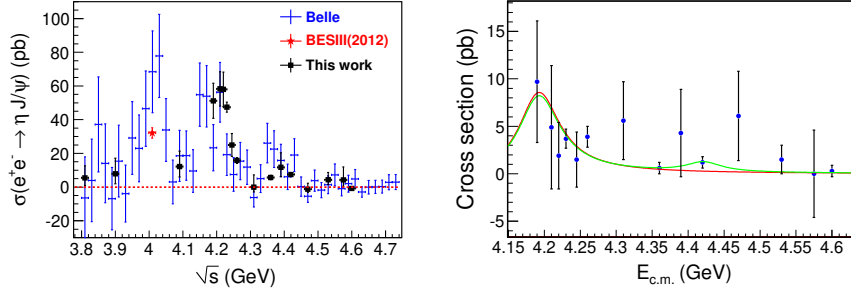 σ(e⁺e⁻ → η J/ψ) (pb)
100
80
60
40
20
0
-20
Belle
BESIII(2012)
This work
3.8 3.9 4 4.1 4.2 4.3 4.4 4.5 4.6 4.7
√s (GeV)
Cross section (pb)
15
10
5
0
-5
4.15 4.2 4.25 4.3 4.35 4.4 4.45 4.5 4.55 4.6
E_c.m. (GeV)